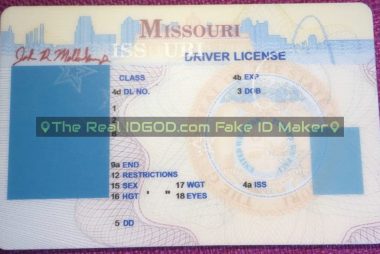 MISSOURI
DRIVER LICENSE
CLASS 4b EXP
4d DL NO. 3 DOB
1
2
The Real IDGOD.com Fake ID Maker
9a END
12 RESTRICTIONS
15 SEX 17 WGT 4a ISS
16 HGT ' " 18 EYES
5 DD